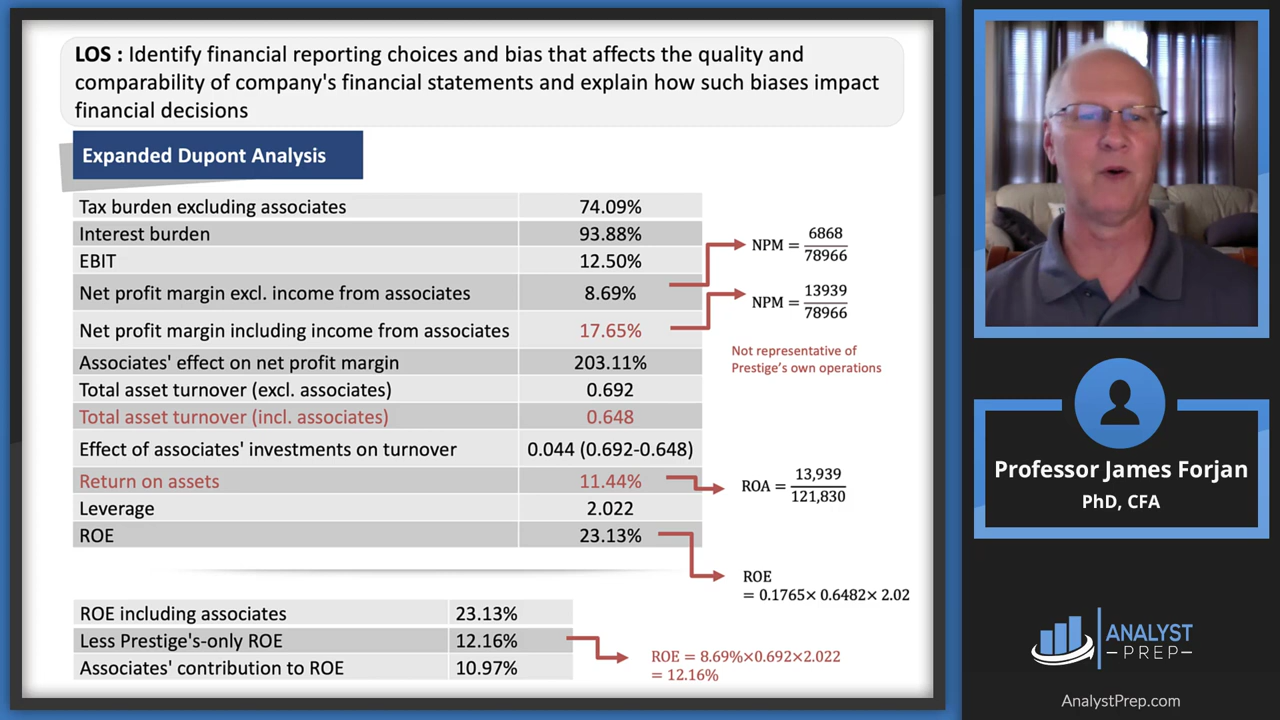 LOS : Identify financial reporting choices and bias that affects the quality and
comparability of company's financial statements and explain how such biases impact
financial decisions
Expanded Dupont Analysis
Tax burden excluding associates 74.09%
Interest burden 93.88%
EBIT 12.50%
Net profit margin excl. income from associates 8.69%
Net profit margin including income from associates 17.65%
Associates' effect on net profit margin 203.11%
Total asset turnover (excl. associates) 0.692
Total asset turnover (incl. associates) 0.648
Effect of associates' investments on turnover 0.044 (0.692-0.648)
Return on assets 11.44%
Leverage 2.022
ROE 23.13%
NPM = 6868/78966
NPM = 13939/78966
Not representative of
Prestige's own operations
ROA = 13,939/121,830
ROE
= 0.1765× 0.6482× 2.02
ROE including associates 23.13%
Less Prestige's-only ROE 12.16%
Associates' contribution to ROE 10.97%
ROE = 8.69%×0.692×2.022
= 12.16%
Professor James Forjan
PhD, CFA
ANALYST
PREP
AnalystPrep.com